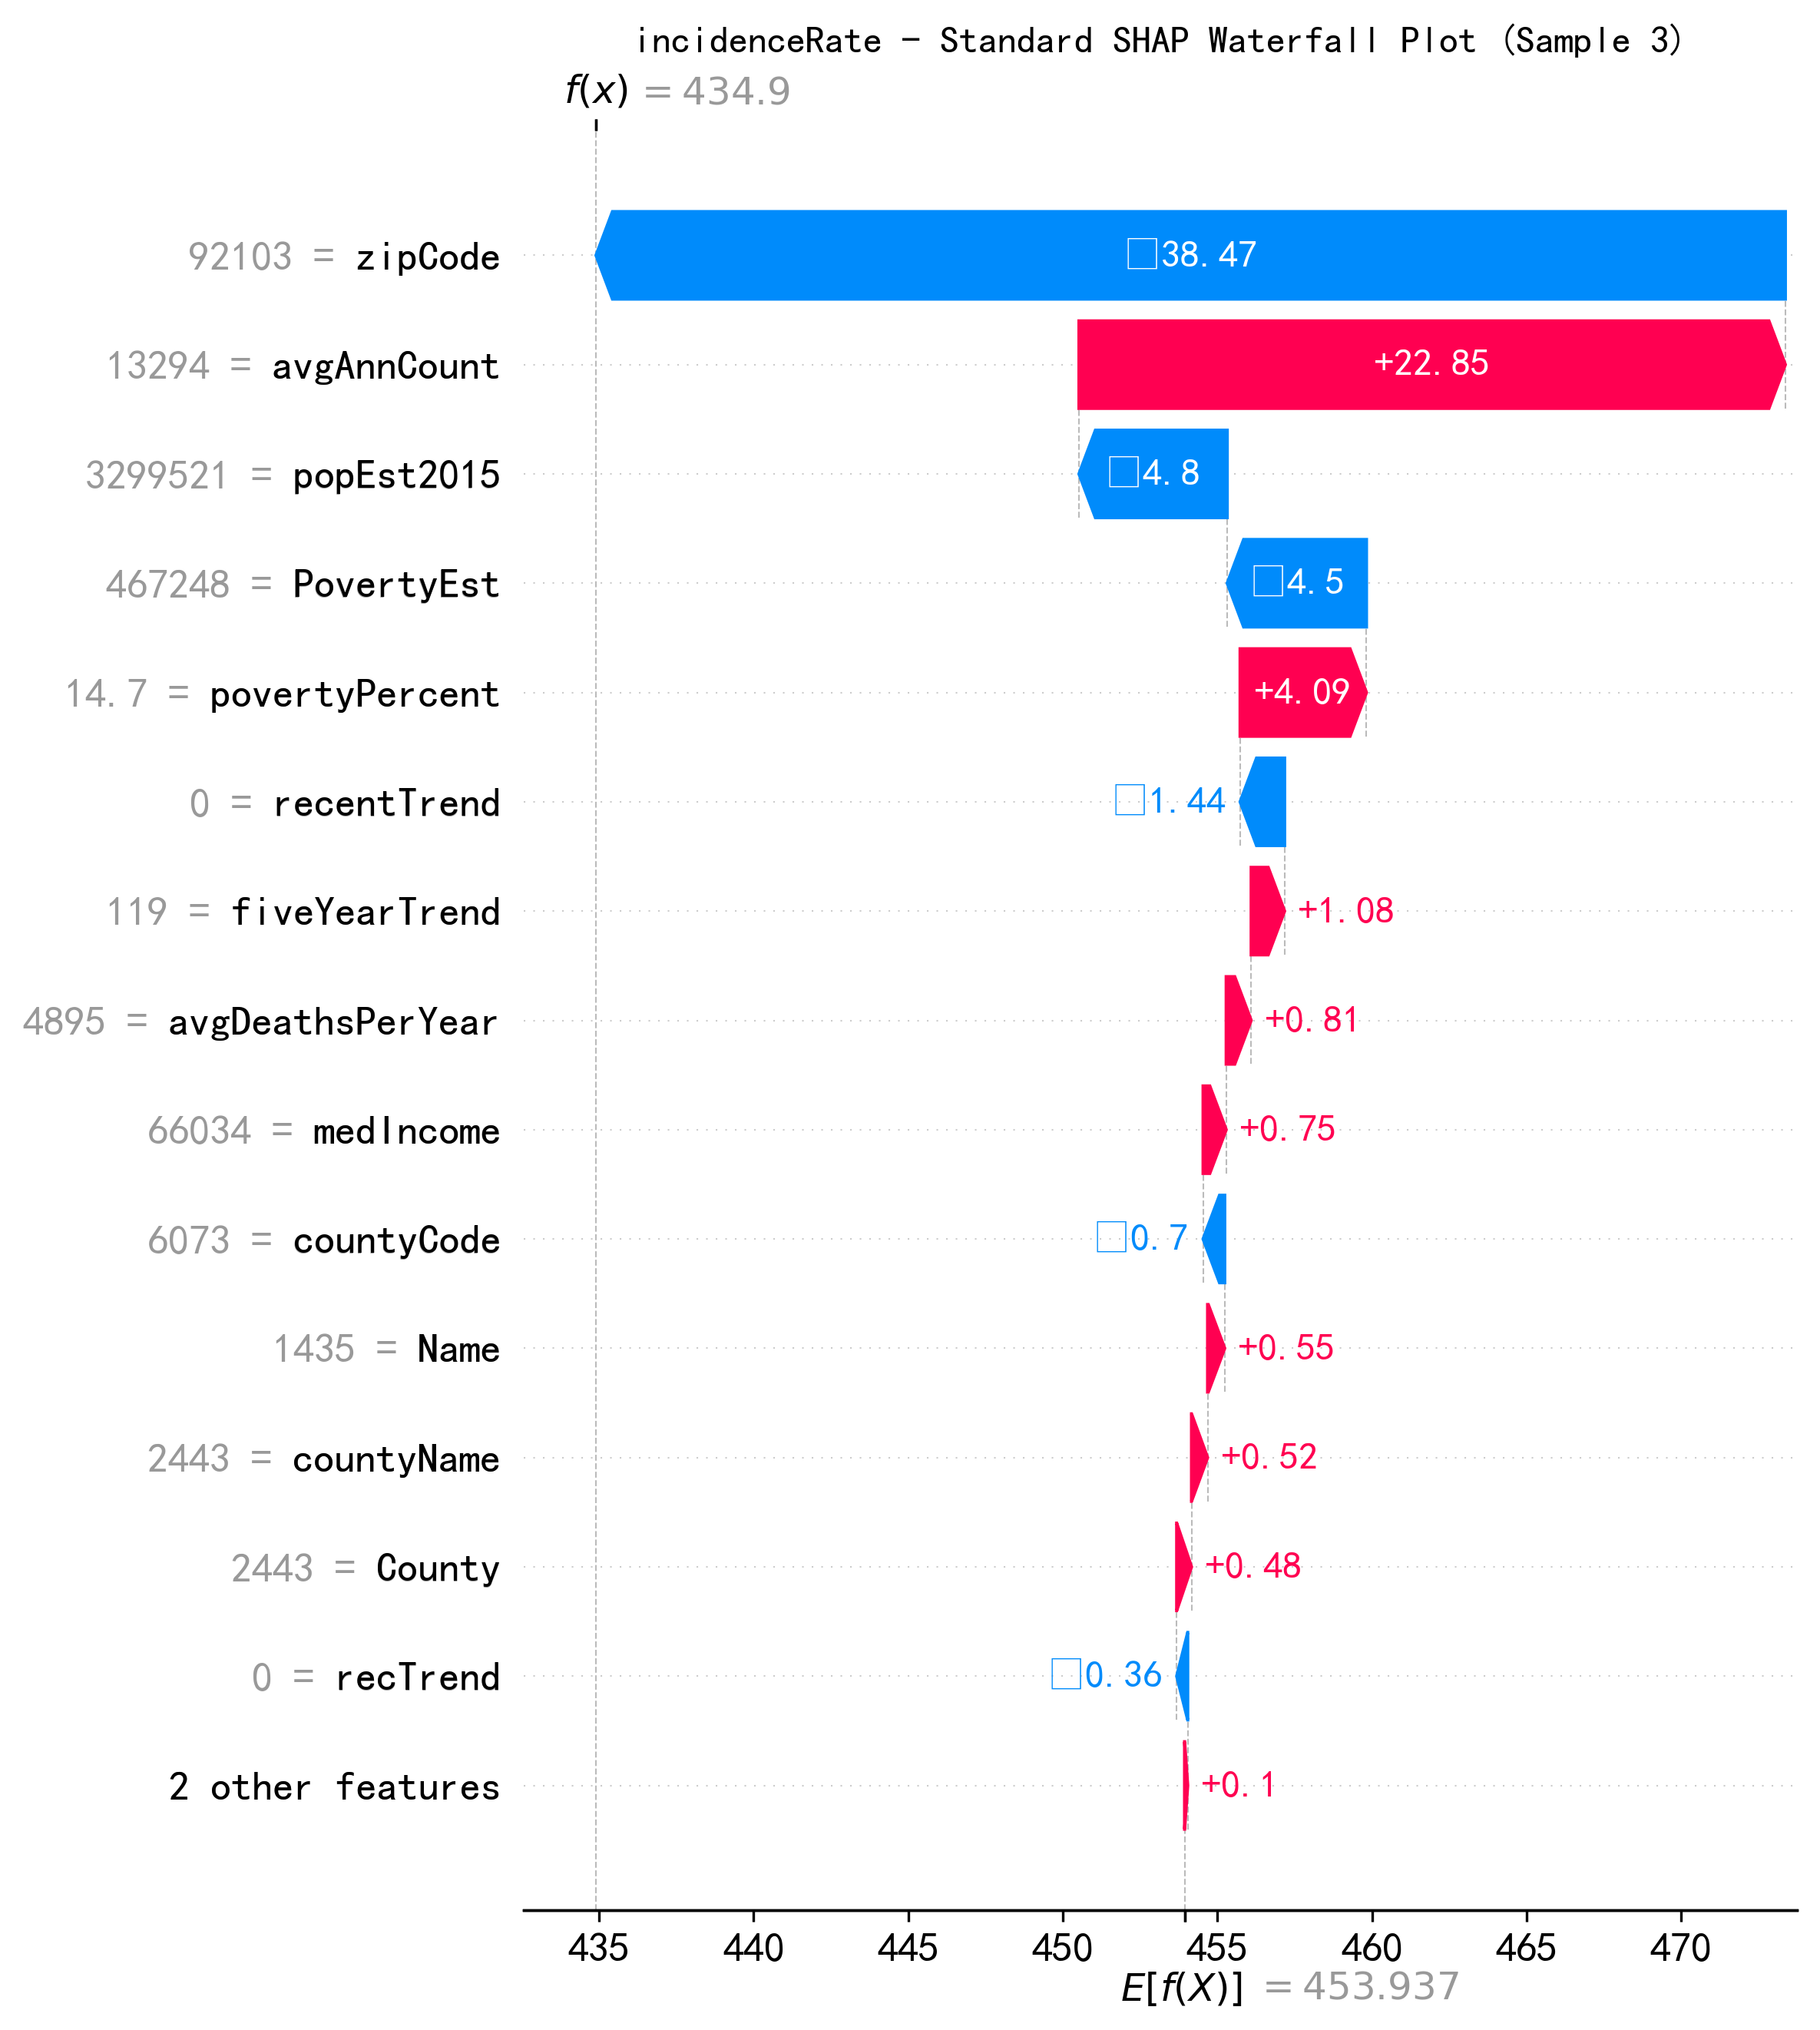 incidenceRate - Standard SHAP Waterfall Plot (Sample 3)
f(x) = 434.9
92103 = zipCode □38.47
13294 = avgAnnCount +22.85
3299521 = popEst2015 □4.8
467248 = PovertyEst □4.5
14.7 = povertyPercent +4.09
0 = recentTrend □1.44
119 = fiveYearTrend +1.08
4895 = avgDeathsPerYear +0.81
66034 = medIncome +0.75
6073 = countyCode □0.7
1435 = Name +0.55
2443 = countyName +0.52
2443 = County +0.48
0 = recTrend □0.36
2 other features +0.1
435 440 445 450 455 460 465 470
E[f(X)] = 453.937